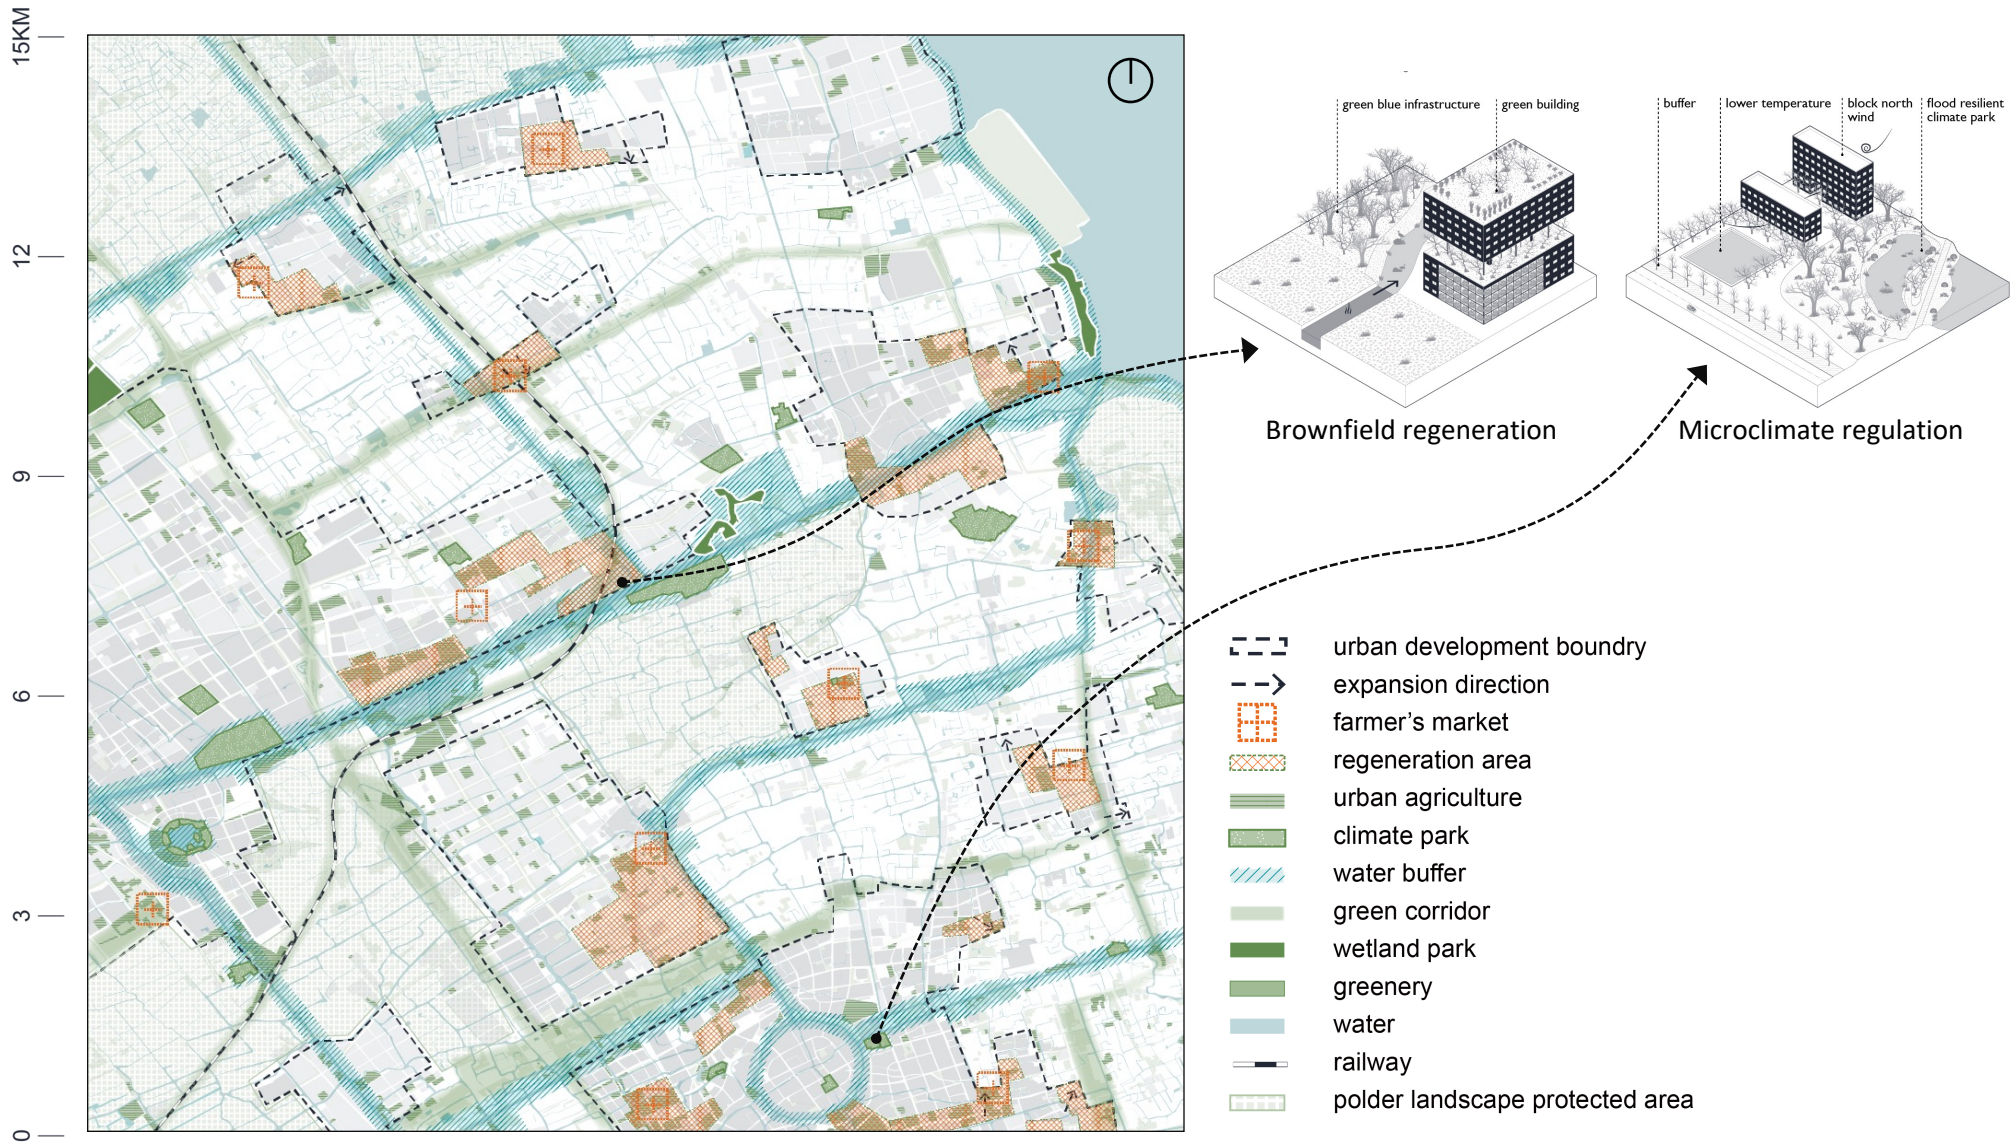 15KM
12
9
6
3
0
green blue infrastructure
green building
buffer
lower temperature
block north
wind
flood resilient
climate park
Brownfield regeneration
Microclimate regulation
urban development boundry
expansion direction
farmer’s market
regeneration area
urban agriculture
climate park
water buffer
green corridor
wetland park
greenery
water
railway
polder landscape protected area